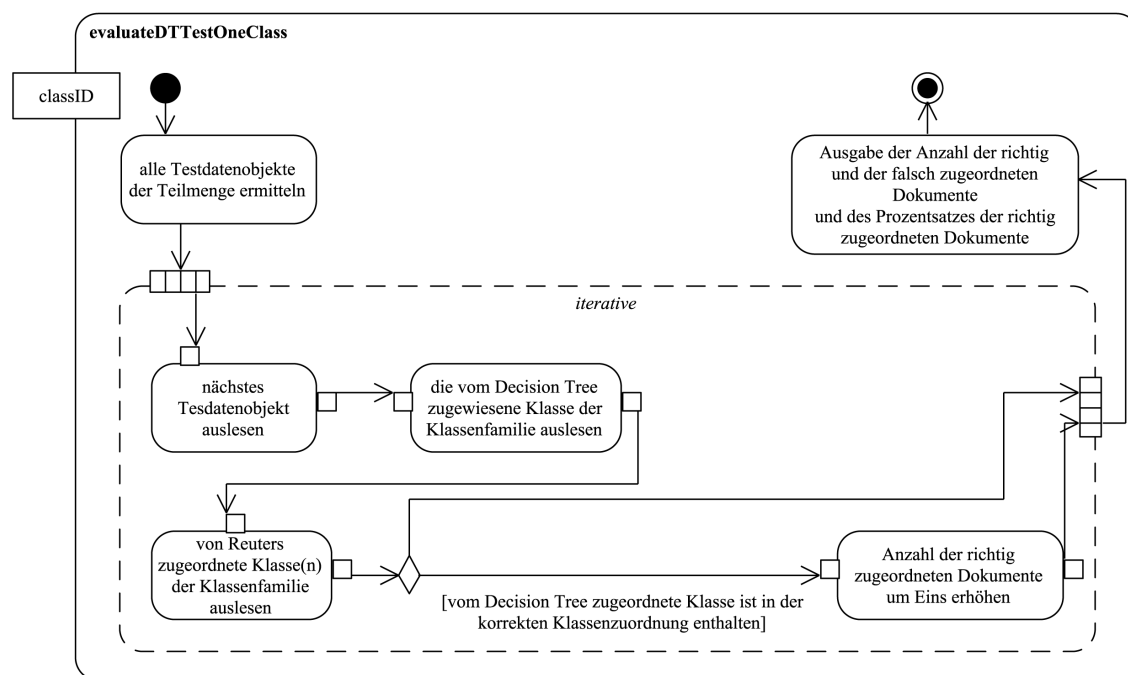 evaluateDTTestOneClass
classID
alle Testdatenobjekte
der Teilmenge ermitteln
Ausgabe der Anzahl der richtig
und der falsch zugeordneten
Dokumente
und des Prozentsatzes der richtig
zugeordneten Dokumente
iterative
nächstes
Tesdatenobjekt
auslesen
die vom Decision Tree
zugewiesene Klasse der
Klassenfamilie auslesen
von Reuters
zugeordnete Klasse(n)
der Klassenfamilie
auslesen
[vom Decision Tree zugeordnete Klasse ist in der
korrekten Klassenzuordnung enthalten]
Anzahl der richtig
zugeordneten Dokumente
um Eins erhöhen